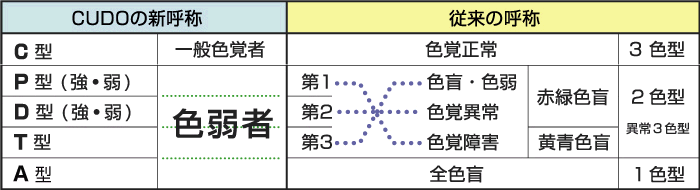 CUDOの新呼称 従来の呼称
C 型 一般色覚者 色覚正常 3 色型
P 型 (強・弱) 第1 色盲・色弱
赤緑色盲 2 色型
D 型 (強・弱) 色弱者 第2 色覚異常
異常3色型
T 型 第3 色覚障害 黄青色盲
A 型 全色盲 1 色型